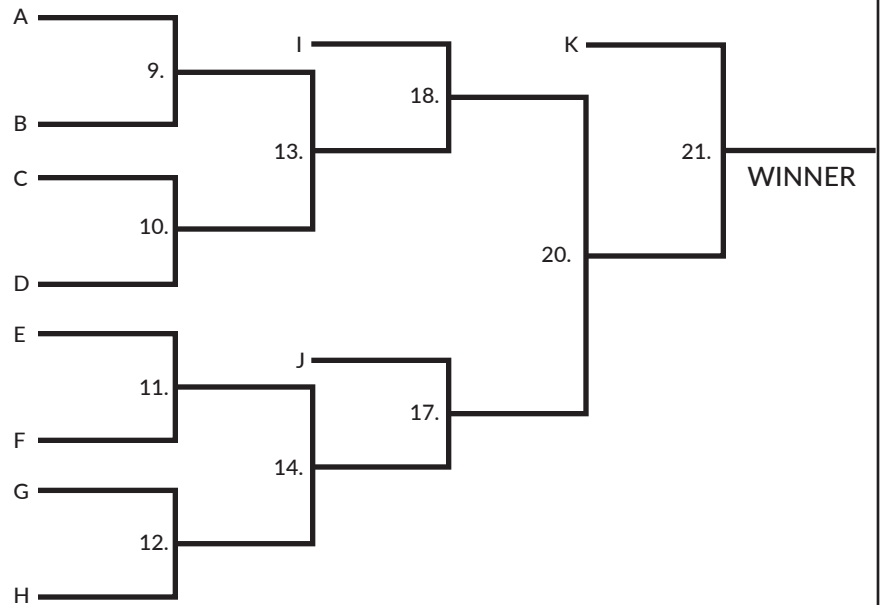 A
I
K
9.
18.
B
13.
21.
C
WINNER
10.
20.
D
E
J
11.
17.
F
14.
G
12.
H